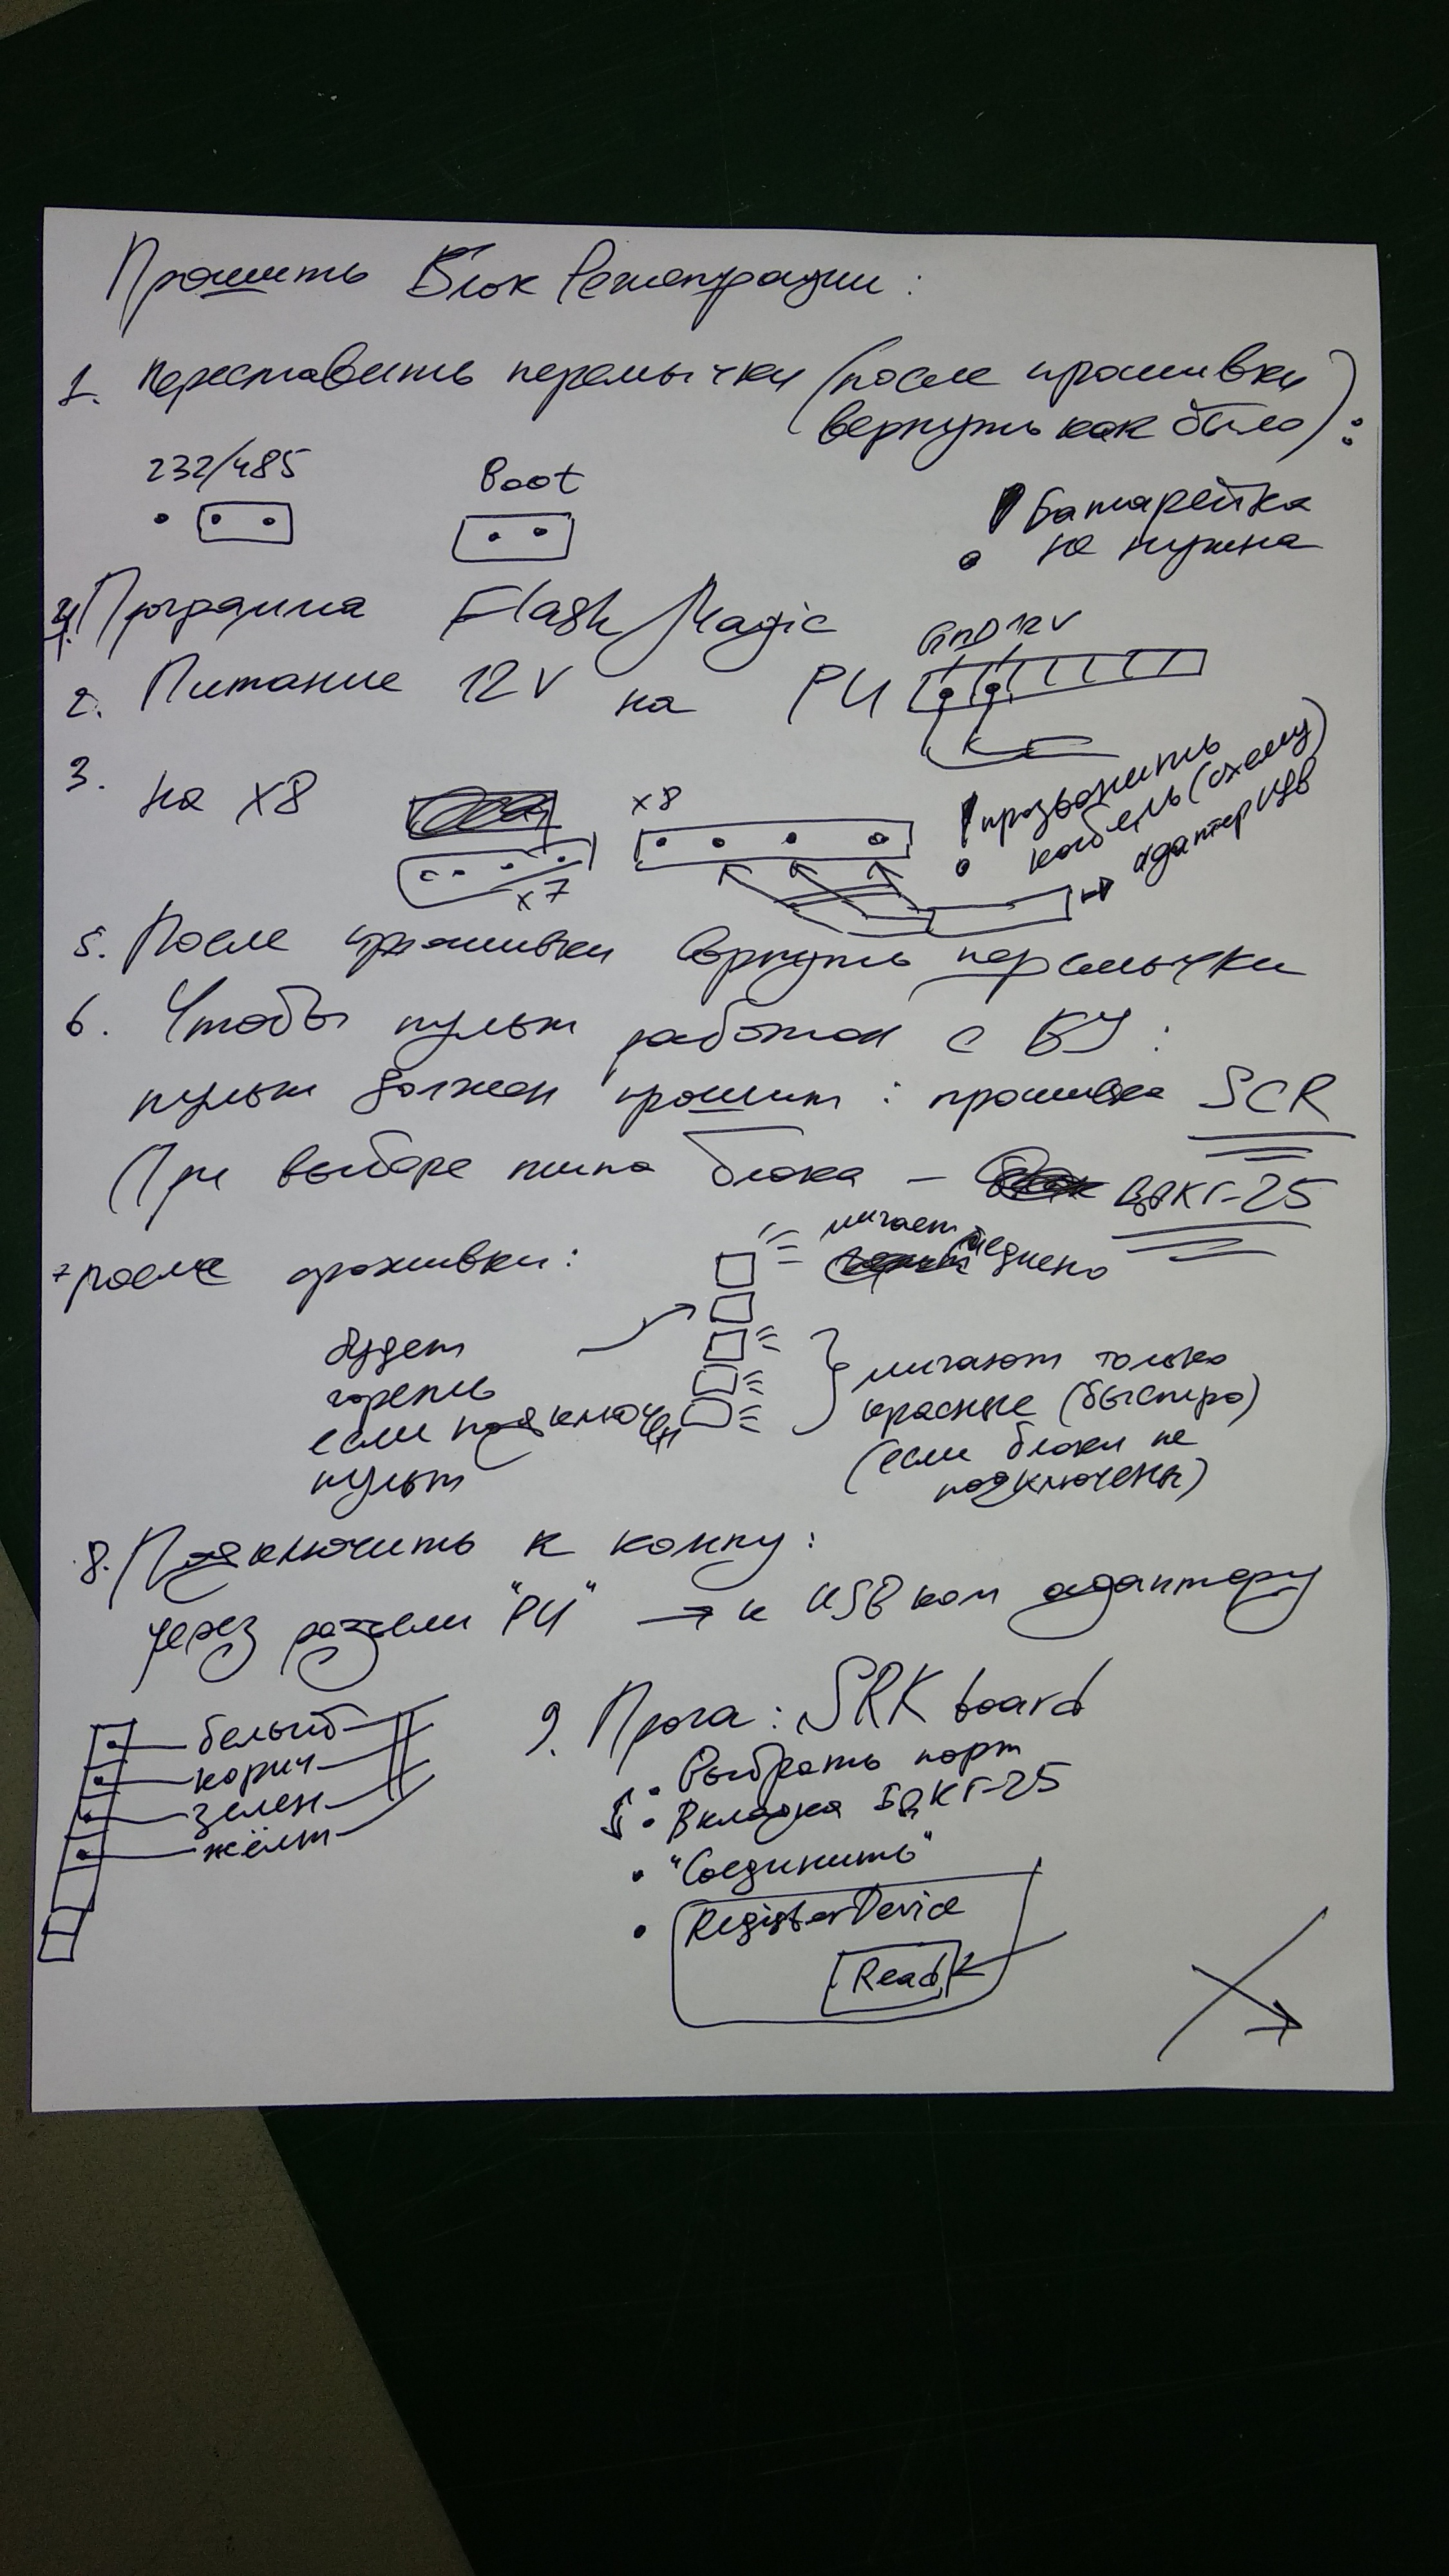 Прошить Блок Регистрации:
1. Переставить перемычки (после прошивки
вернуть как было):
232/485 Boot
! Батарейка
не нужна
4. Программа Flash Magic
GND 12V
2. Питание 12V на PU
3. на X8
x8
x7
! прозвонить
кабель (схему)
адаптер USB
5. После прошивки вернуть перемычки
6. Чтобы пульт работал с БУ:
пульт должен прошит: прошивка SCR
При выборе типа блока – БДКГ-25
7 После прошивки:
мигает
медленно
будет
гореть
если подключен
пульт
мигают только
красные (быстро)
(если блоки не
подключены)
8. Подключить к компу:
через разъем "PU" → к USB ком адаптеру
белый
корич
зелен
жёлт
9. Прога: SRK board
• Выбрать порт
• Вкладка БДКГ-25
• "Соединить"
• RegisterDevice
Read